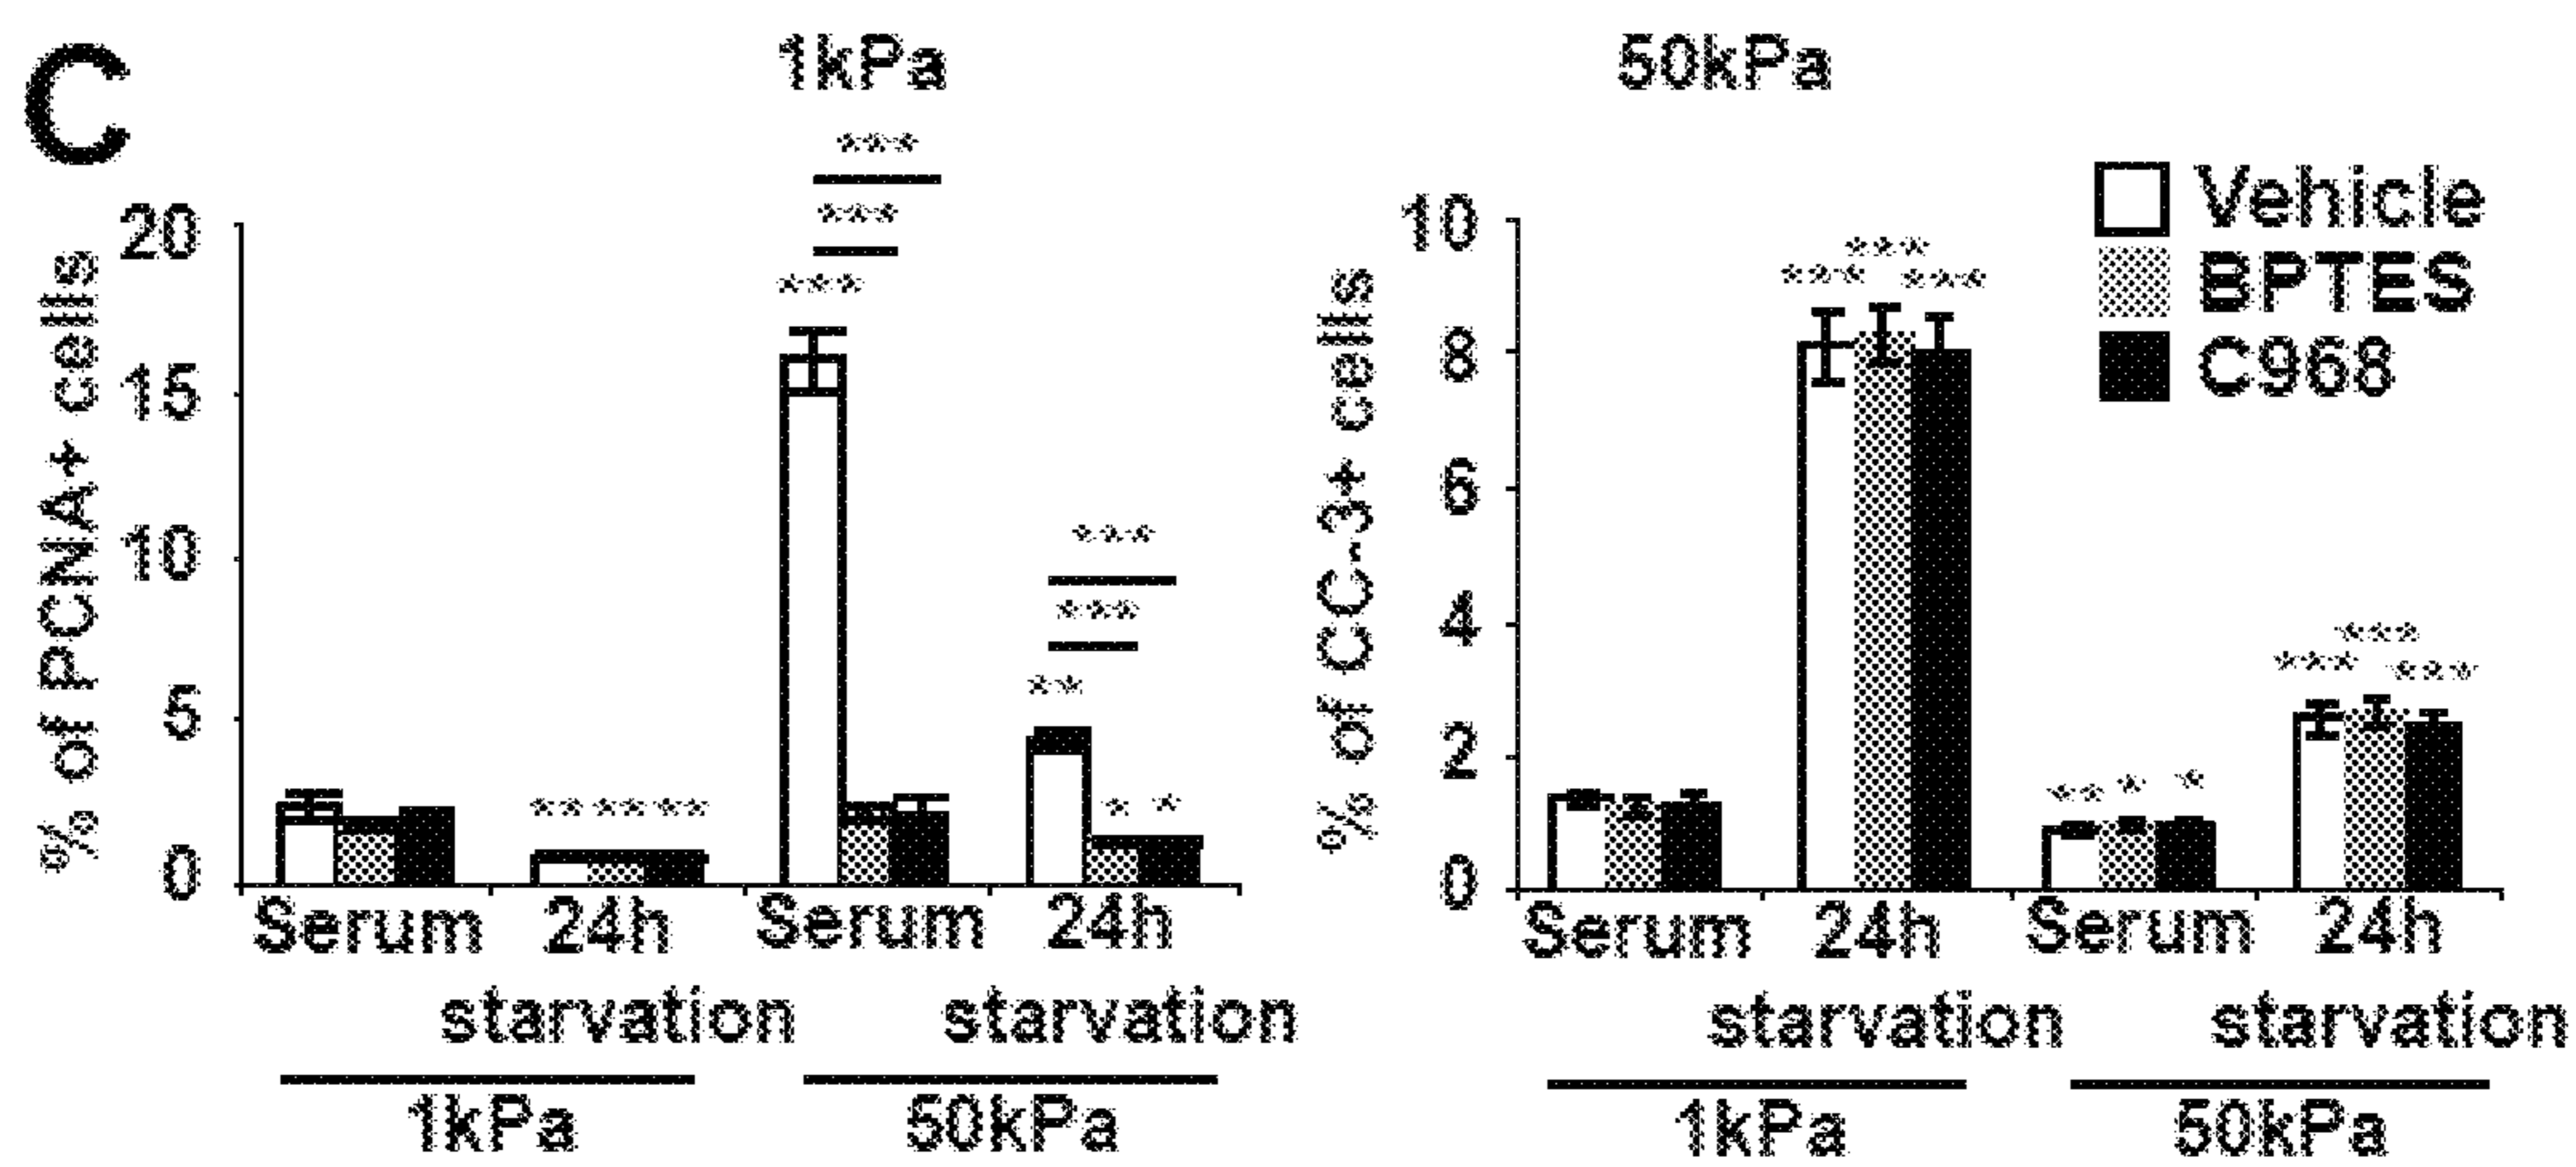 C
1kPa
50kPa
*** 
***
***
20
15
10
5
0
% of PCNA+ cells
** ** **
***
***
**
* *
Serum 24h Serum 24h
starvation starvation
1kPa 50kPa
10
8
6
4
2
0
% of CC-3+ cells
*** *** ***
** * *
*** *** ***
Vehicle
BPTES
C968
Serum 24h Serum 24h
starvation starvation
1kPa 50kPa